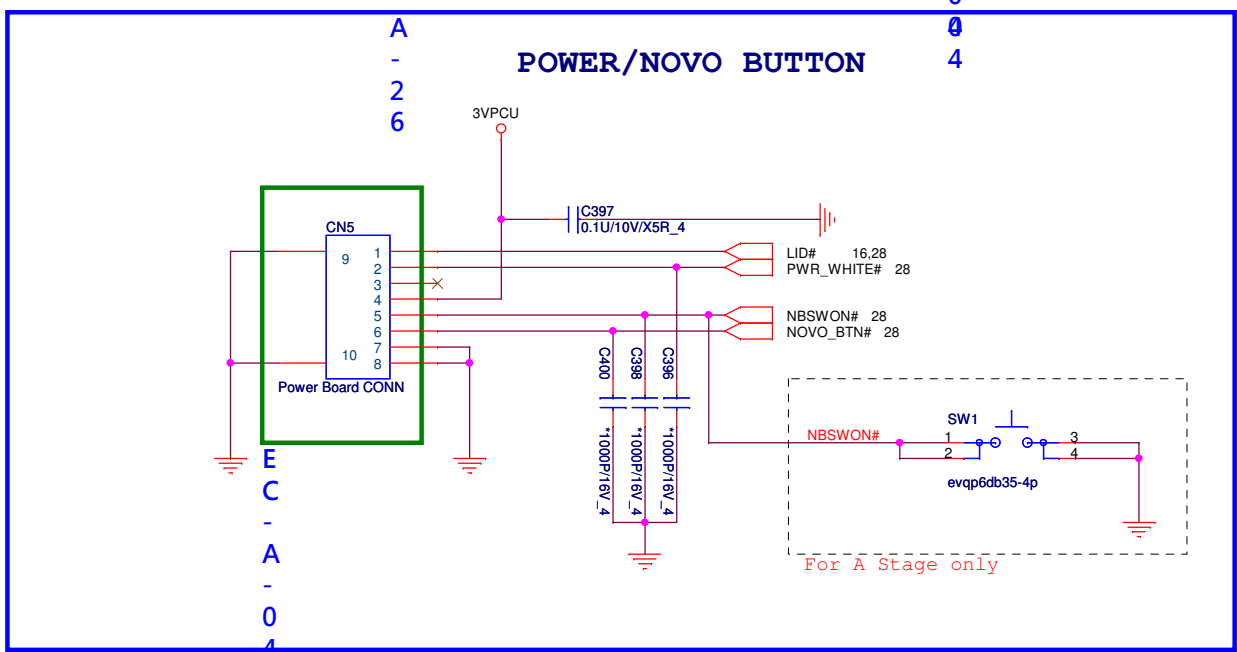 A
-
2
6
4
POWER/NOVO BUTTON
3VPCU
C397
0.1U/10V/X5R_4
CN5
9
10
1
2
3
4
5
6
7
8
Power Board CONN
LID# 16,28
PWR_WHITE# 28
NBSWON# 28
NOVO_BTN# 28
C400
C398
C396
*1000P/16V_4
*1000P/16V_4
*1000P/16V_4
NBSWON#
SW1
1
2
3
4
evqp6db35-4p
For A Stage only
E
C
-
A
-
0